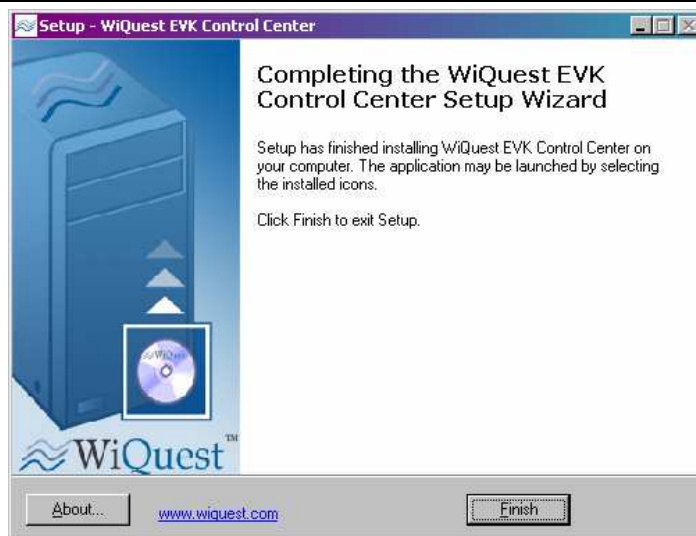 Setup - WiQuest EVK Control Center
Completing the WiQuest EVK
Control Center Setup Wizard
Setup has finished installing WiQuest EVK Control Center on
your computer. The application may be launched by selecting
the installed icons.
Click Finish to exit Setup.
WiQuest
WiQuest™
About...
www.wiquest.com
Finish